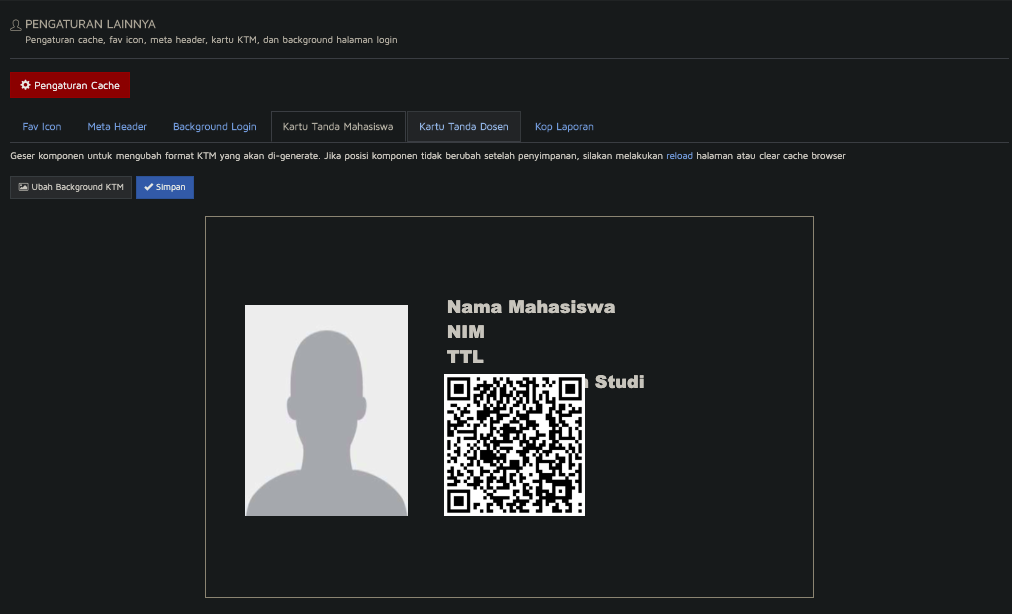 PENGATURAN LAINNYA
Pengaturan cache, fav icon, meta header, kartu KTM, dan background halaman login
Pengaturan Cache
Fav Icon Meta Header Background Login Kartu Tanda Mahasiswa Kartu Tanda Dosen Kop Laporan
Geser komponen untuk mengubah format KTM yang akan di-generate. Jika posisi komponen tidak berubah setelah penyimpanan, silakan melakukan reload halaman atau clear cache browser
Ubah Background KTM Simpan
Nama Mahasiswa
NIM
TTL
Studi